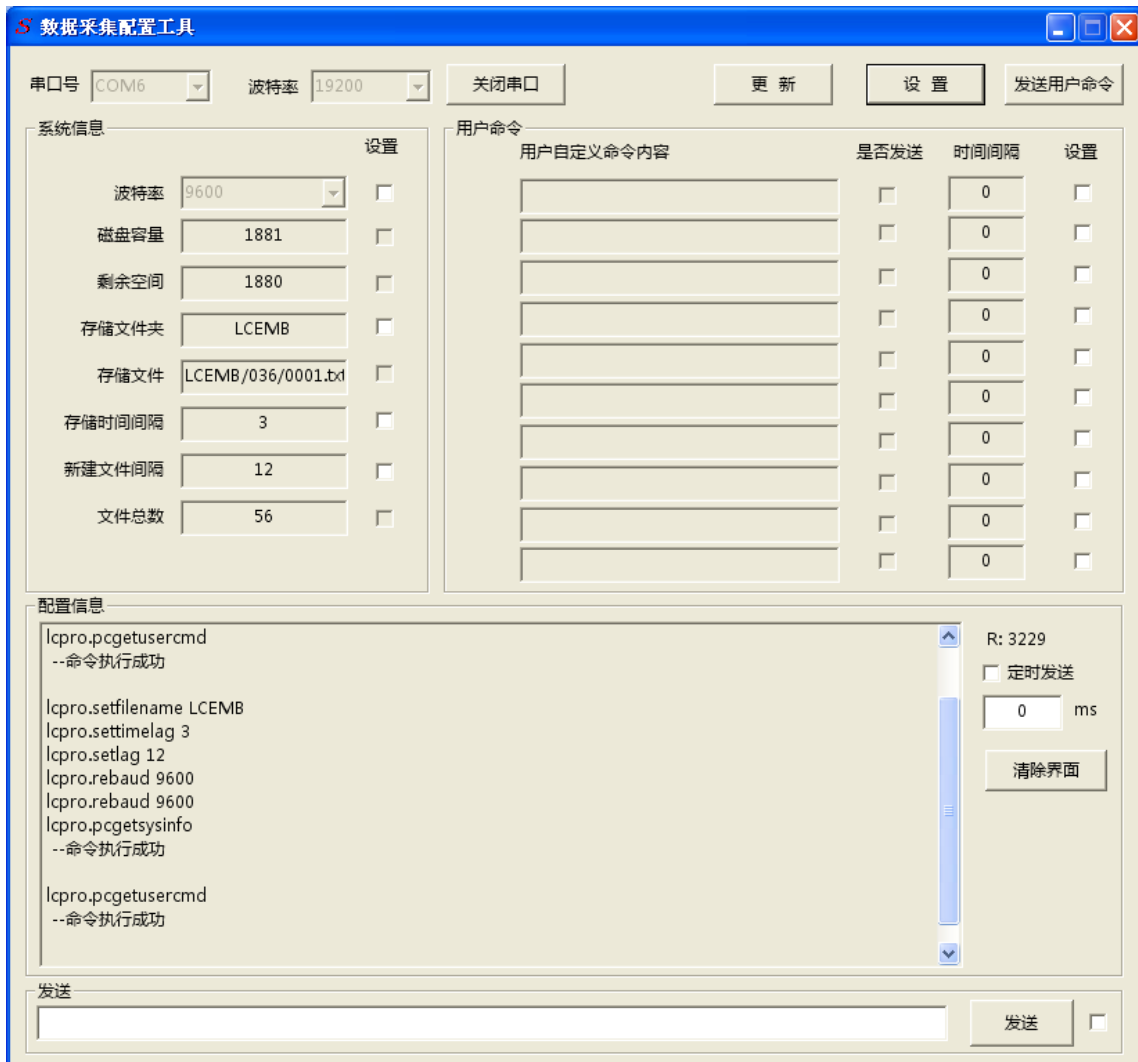 S 数据采集配置工具
串口号 COM6 波特率 19200 关闭串口 更 新 设 置 发送用户命令
系统信息
设置
波特率 9600
磁盘容量 1881
剩余空间 1880
存储文件夹 LCEMB
存储文件 LCEMB/036/0001.txt
存储时间间隔 3
新建文件间隔 12
文件总数 56
用户命令
用户自定义命令内容 是否发送 时间间隔 设置
0
0
0
0
0
0
0
0
0
0
配置信息
lcpro.pcgetusercmd
--命令执行成功
lcpro.setfilename LCEMB
lcpro.settimelag 3
lcpro.setlag 12
lcpro.rebaud 9600
lcpro.rebaud 9600
lcpro.pcgetsysinfo
--命令执行成功
lcpro.pcgetusercmd
--命令执行成功
R: 3229
定时发送
0 ms
清除界面
发送
发送